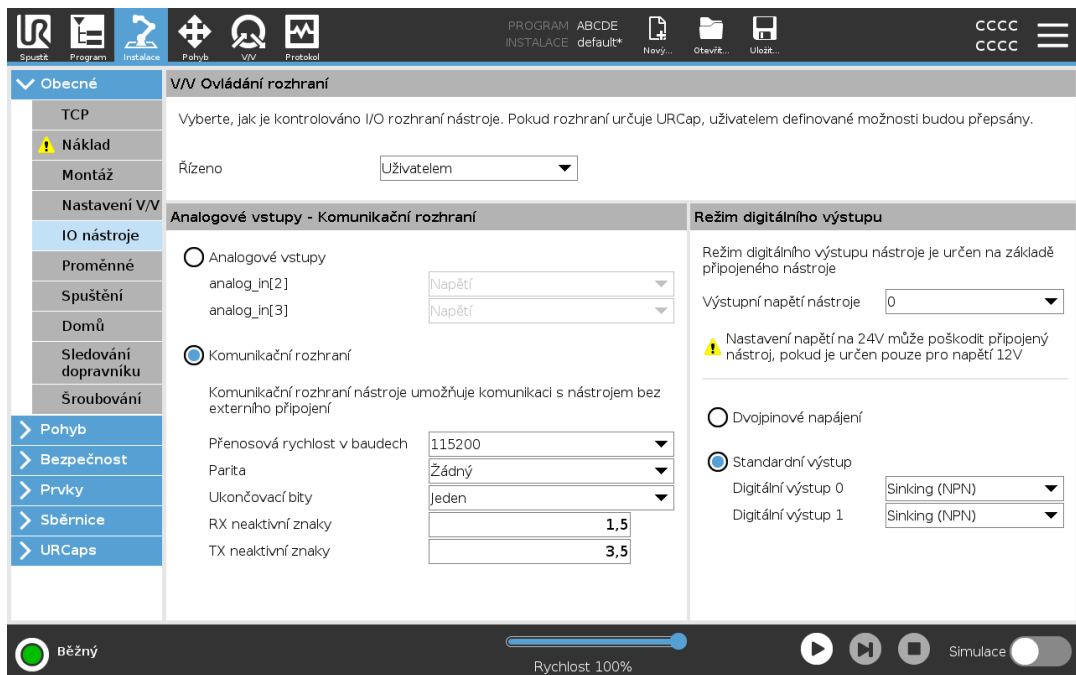 PROGRAM ABCDE
INSTALACE default*
CCCC
CCCC
Spustit Program Instalace Pohyb V/V Protokol Nový... Otevřít... Uložit...
Obecné
TCP
Náklad
Montáž
Nastavení V/V
IO nástroje
Proměnné
Spuštění
Domů
Sledování
dopravníku
Šroubování
Pohyb
Bezpečnost
Prvky
Sběrnice
URCaps
V/V Ovládání rozhraní
Vyberte, jak je kontrolováno I/O rozhraní nástroje. Pokud rozhraní určuje URCap, uživatelem definované možnosti budou přepsány.
Řízeno Uživatelem
Analogové vstupy - Komunikační rozhraní
Analogové vstupy
analog_in[2] Napětí
analog_in[3] Napětí
Komunikační rozhraní
Komunikační rozhraní nástroje umožňuje komunikaci s nástrojem bez
externího připojení
Přenosová rychlost v baudech 115200
Parita Žádný
Ukončovací bity Jeden
RX neaktivní znaky 1,5
TX neaktivní znaky 3,5
Režim digitálního výstupu
Režim digitálního výstupu nástroje je určen na základě
připojeného nástroje
Výstupní napětí nástroje 0
Nastavení napětí na 24V může poškodit připojený
nástroj, pokud je určen pouze pro napětí 12V
Dvojpinové napájení
Standardní výstup
Digitální výstup 0 Sinking (NPN)
Digitální výstup 1 Sinking (NPN)
Běžný
Rychlost 100%
Simulace